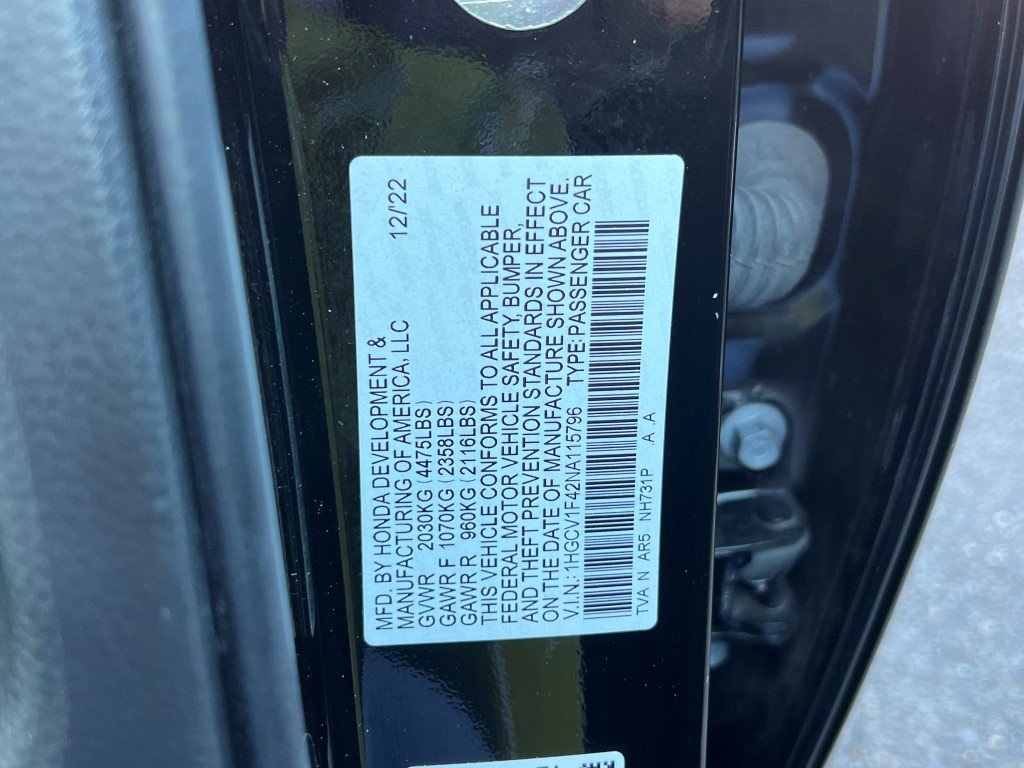 MFD. BY HONDA DEVELOPMENT &
MANUFACTURING OF AMERICA, LLC 12/'22
GVWR 2030KG (4475LBS)
GAWR F 1070KG (2358LBS)
GAWR R 960KG (2116LBS)
THIS VEHICLE CONFORMS TO ALL APPLICABLE
FEDERAL MOTOR VEHICLE SAFETY, BUMPER,
AND THEFT PREVENTION STANDARDS IN EFFECT
ON THE DATE OF MANUFACTURE SHOWN ABOVE.
V.I.N.:1HGCV1F42NA115796 TYPE:PASSENGER CAR
TVA N AR5 NH731P A A